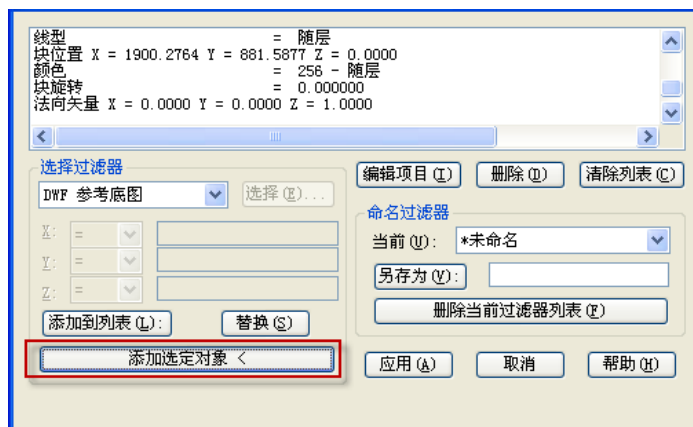 线型 = 随层
块位置 X = 1900.2764 Y = 881.5877 Z = 0.0000
颜色 = 256 - 随层
块旋转 = 0.000000
法向矢量 X = 0.0000 Y = 0.0000 Z = 1.0000
选择过滤器
DWF 参考底图 选择(E)...
X: =
Y: =
Z: =
添加到列表(L): 替换(S)
添加选定对象 <
编辑项目(I) 删除(D) 清除列表(C)
命名过滤器
当前(U): *未命名
另存为(V):
删除当前过滤器列表(F)
应用(A) 取消 帮助(H)